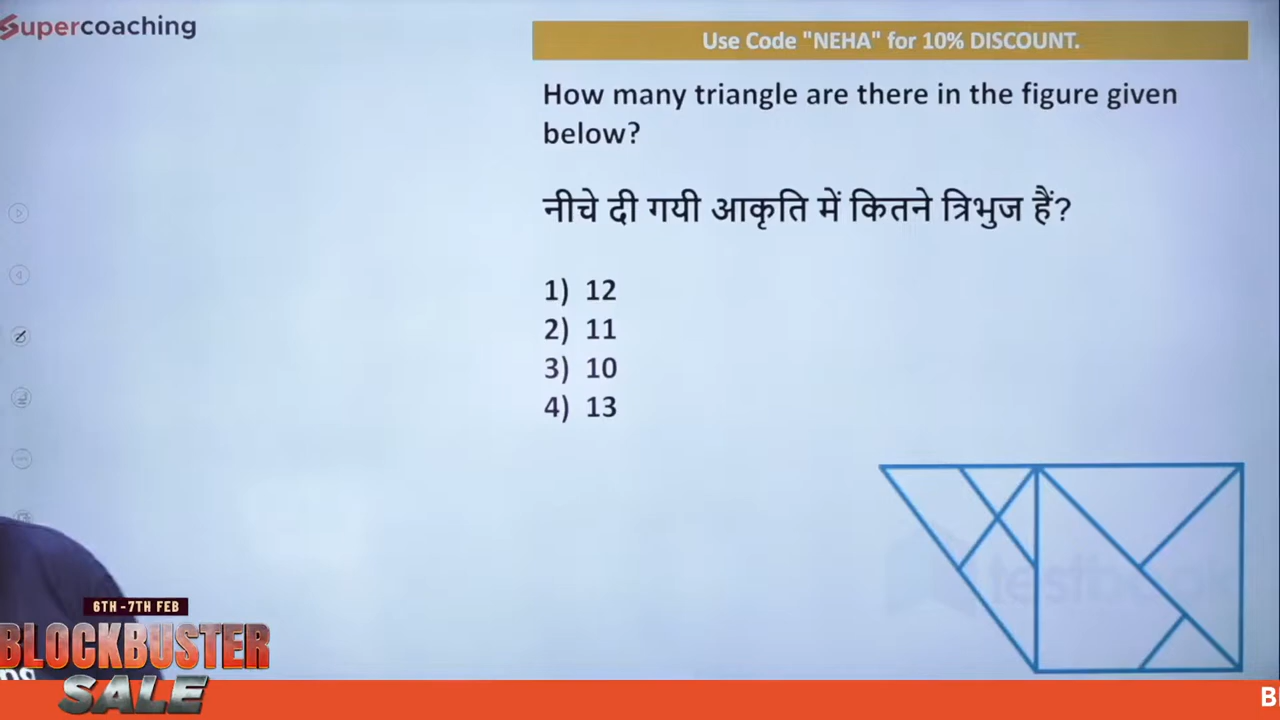 Supercoaching
Use Code "NEHA" for 10% DISCOUNT.
How many triangle are there in the figure given
below?
नीचे दी गयी आकृति में कितने त्रिभुज हैं?
1) 12
2) 11
3) 10
4) 13
testbook
6TH -7TH FEB
BLOCKBUSTER
SALE